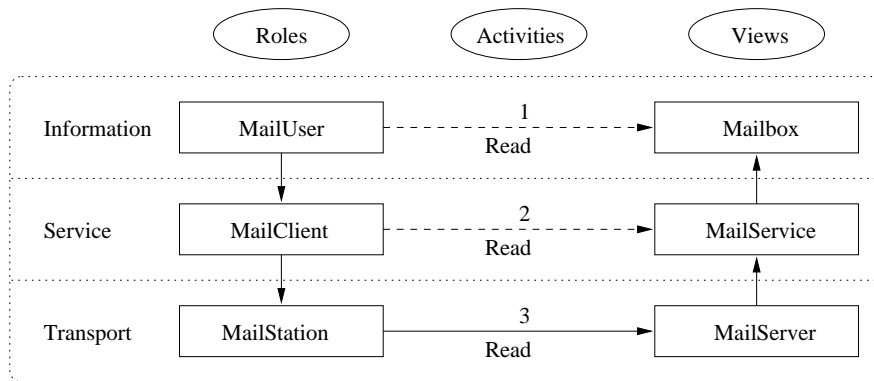 Roles Activities Views
Information MailUser 1 Read Mailbox
Service MailClient 2 Read MailService
Transport MailStation 3 Read MailServer